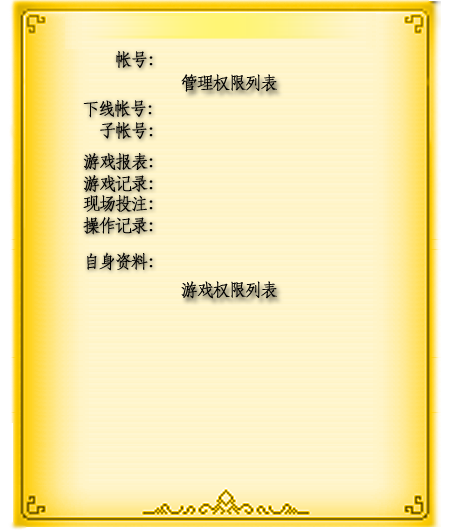 帐号：
管理权限列表
下线帐号：
子帐号：
游戏报表：
游戏记录：
现场投注：
操作记录：
自身资料：
游戏权限列表